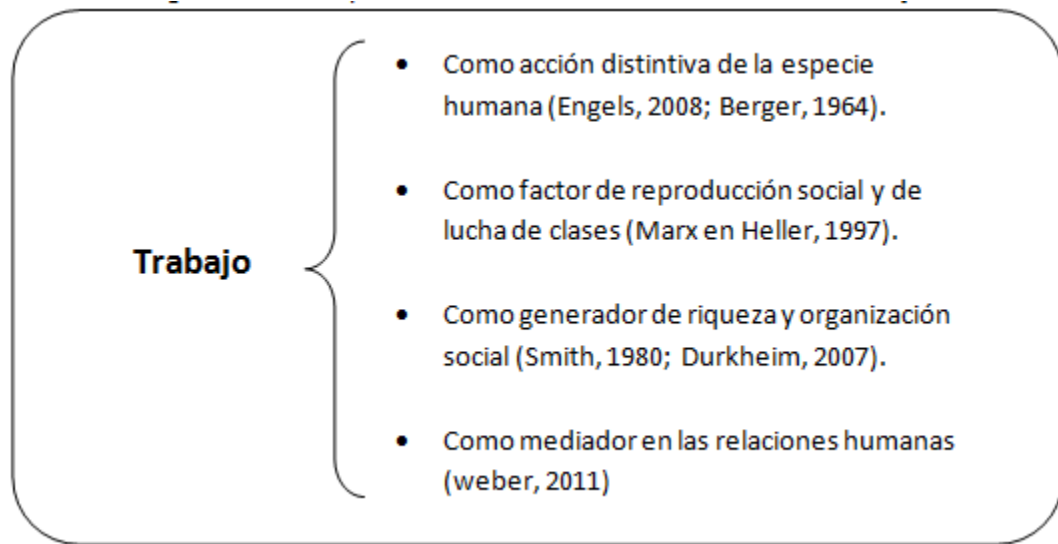 • Como acción distintiva de la especie
humana (Engels, 2008; Berger, 1964).
• Como factor de reproducción social y de
lucha de clases (Marx en Heller, 1997).
Trabajo
• Como generador de riqueza y organización
social (Smith, 1980; Durkheim, 2007).
• Como mediador en las relaciones humanas
(weber, 2011)